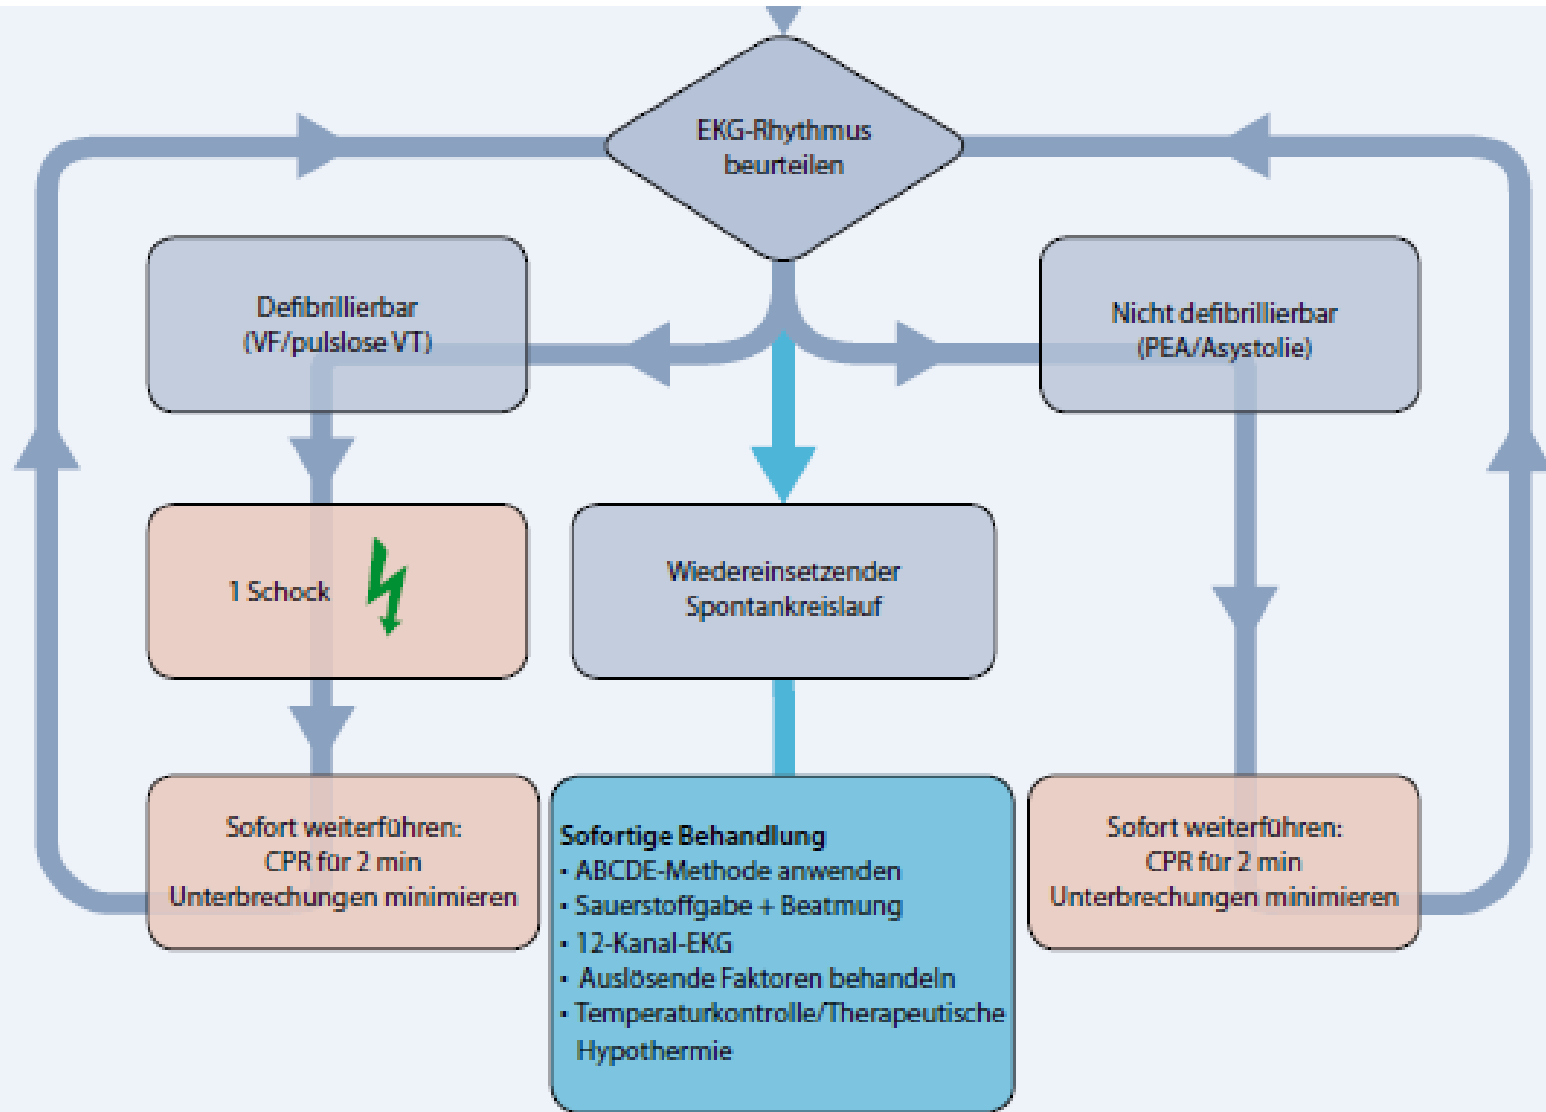 EKG-Rhythmus
beurteilen
Defibrillierbar
(VF/pulslose VT)
Nicht defibrillierbar
(PEA/Asystolie)
1 Schock
Wiedereinsetzender
Spontankreislauf
Sofort weiterführen:
CPR für 2 min
Unterbrechungen minimieren
Sofortige Behandlung
• ABCDE-Methode anwenden
• Sauerstoffgabe + Beatmung
• 12-Kanal-EKG
• Auslösende Faktoren behandeln
• Temperaturkontrolle/Therapeutische
Hypothermie
Sofort weiterführen:
CPR für 2 min
Unterbrechungen minimieren